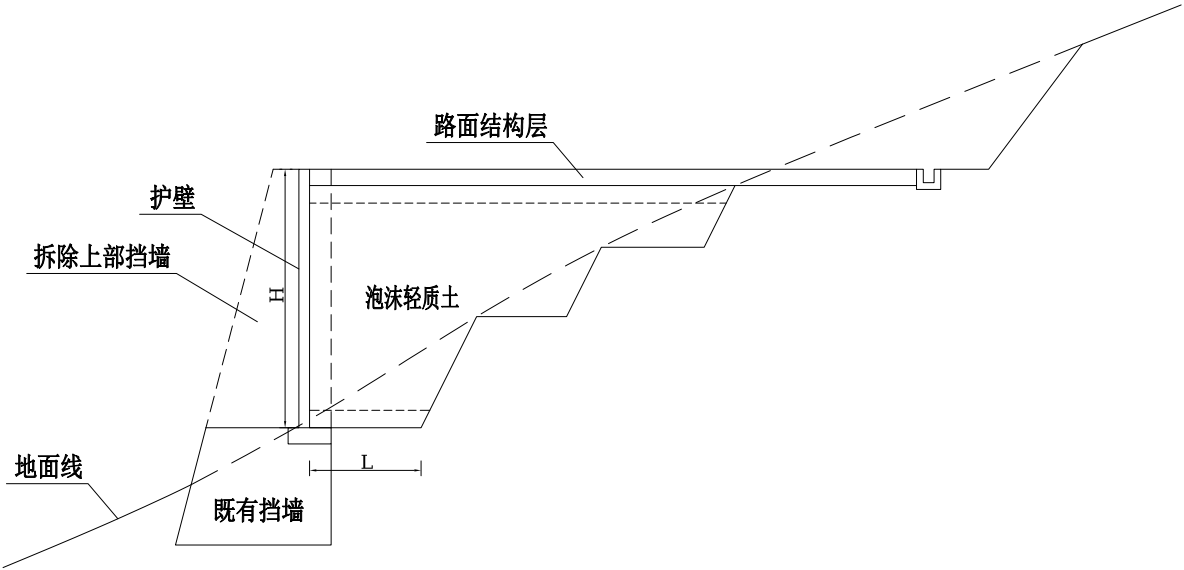 路面结构层
护壁
拆除上部挡墙
H
泡沫轻质土
L
地面线
既有挡墙